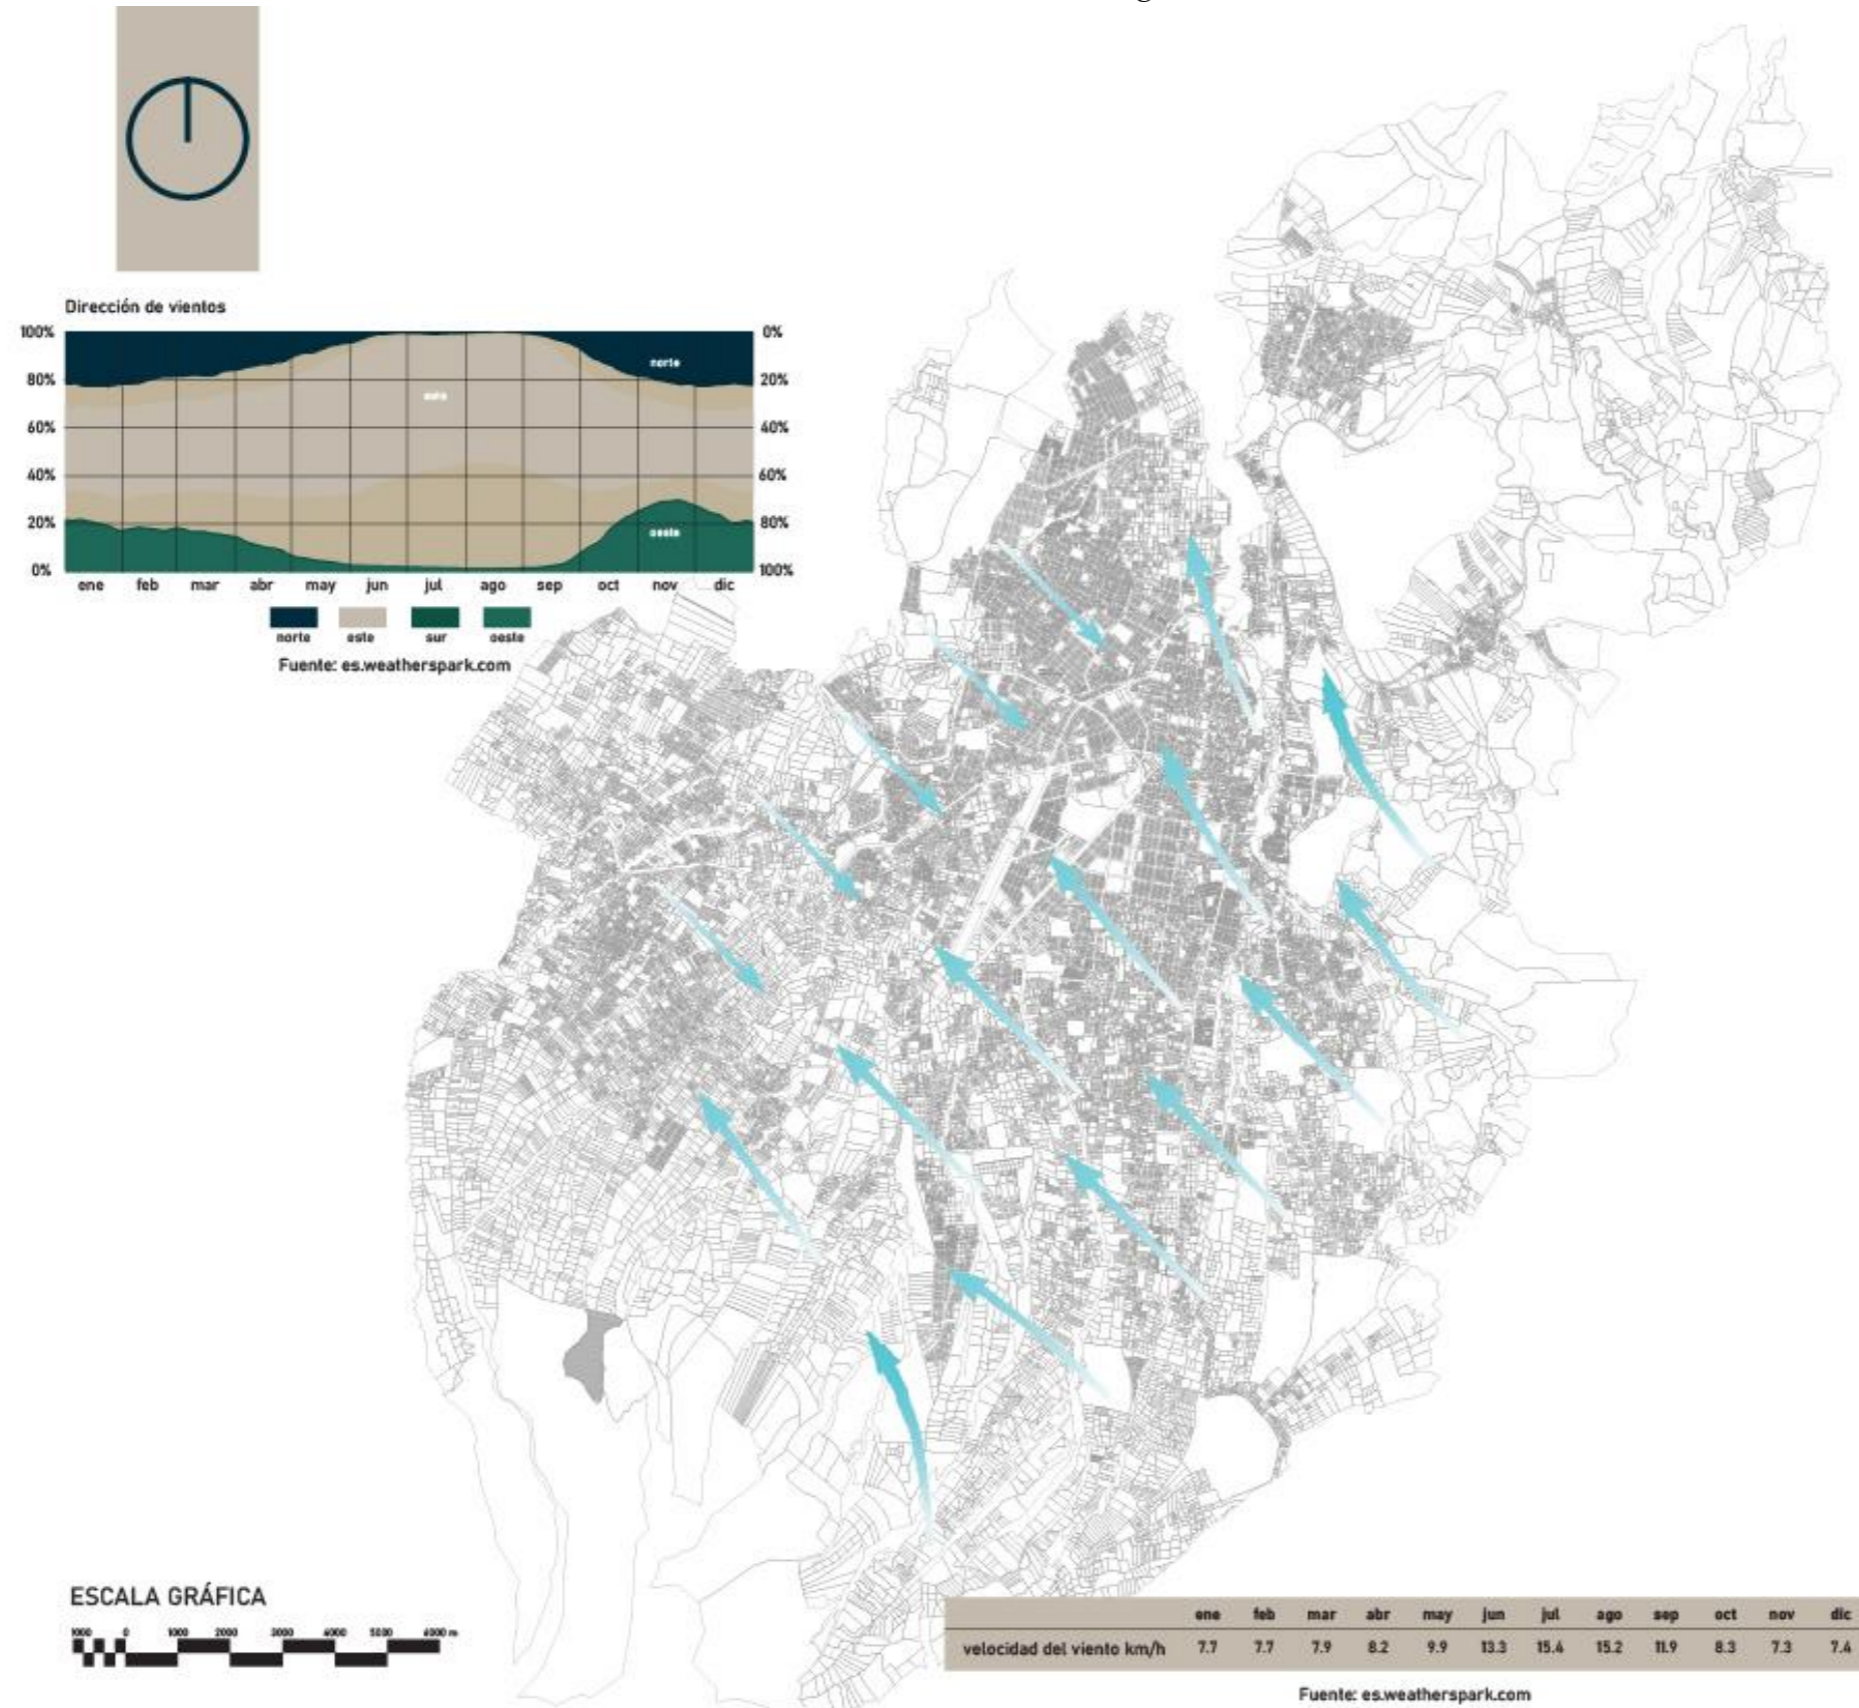 Dirección de vientos
100% 0%
norte
80% 20%
este
60% 40%
40% 60%
20% 80%
oeste
0% 100%
ene feb mar abr may jun jul ago sep oct nov dic
norte este sur oeste
Fuente: es.weatherspark.com
ESCALA GRÁFICA
1000 0 1000 2000 3000 4000 5000 6000 m
ene feb mar abr may jun jul ago sep oct nov dic
velocidad del viento km/h 7.7 7.7 7.9 8.2 9.9 13.3 15.4 15.2 11.9 8.3 7.3 7.4
Fuente: es.weatherspark.com